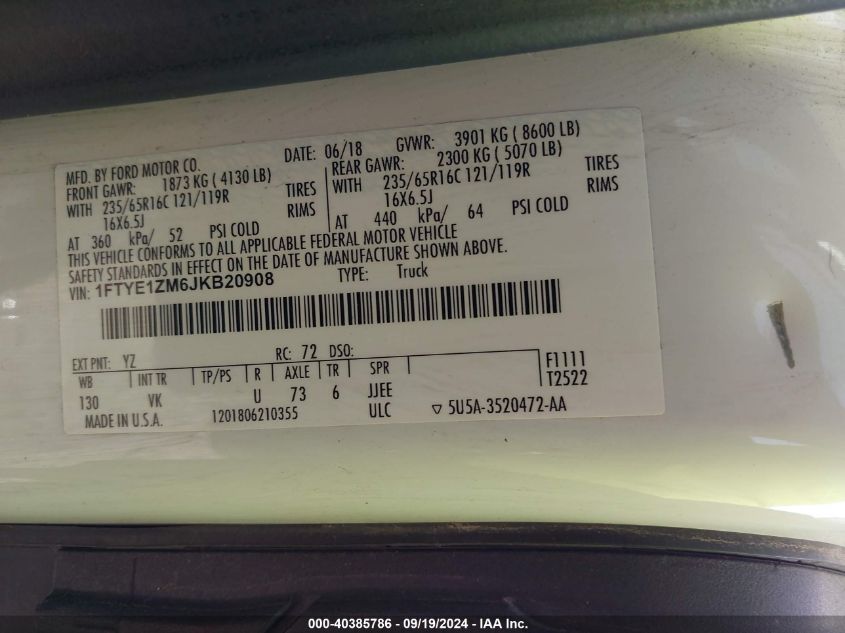 MFD. BY FORD MOTOR CO. DATE: 06/18 GVWR: 3901 KG ( 8600 LB)
FRONT GAWR: 1873 KG ( 4130 LB) REAR GAWR: 2300 KG ( 5070 LB)
WITH 235/65R16C 121/119R TIRES WITH 235/65R16C 121/119R TIRES
16X6.5J RIMS 16X6.5J RIMS
AT 360 kPa/ 52 PSI COLD AT 440 kPa/ 64 PSI COLD
THIS VEHICLE CONFORMS TO ALL APPLICABLE FEDERAL MOTOR VEHICLE
SAFETY STANDARDS IN EFFECT ON THE DATE OF MANUFACTURE SHOWN ABOVE.
VIN: 1FTYE1ZM6JKB20908 TYPE: Truck
EXT PNT: YZ RC: 72 DSO:
WB INT TR TP/PS R AXLE TR SPR F1111
130 VK U 73 6 JJEE T2522
MADE IN U.S.A. 1201806210355 ULC ▽ 5U5A-3520472-AA
000-40385786 - 09/19/2024 - IAA Inc.